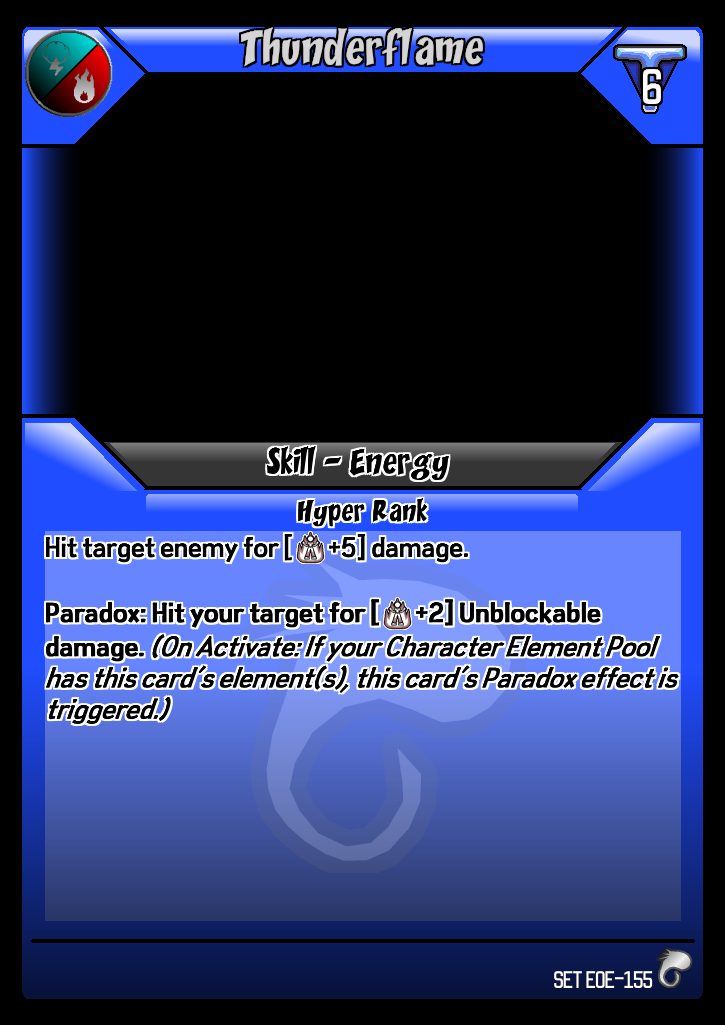 Thunderflame
6
Skill - Energy
Hyper Rank
Hit target enemy for [ +5] damage.
Paradox: Hit your target for [ +2] Unblockable
damage. (On Activate: If your Character Element Pool
has this card's element(s), this card's Paradox effect is
triggered.)
SET EOE-155